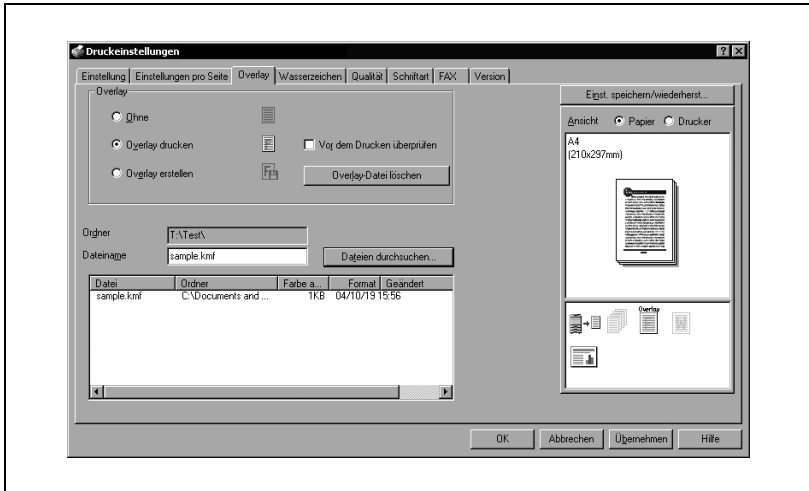 Druckeinstellungen
Einstellung Einstellungen pro Seite Overlay Wasserzeichen Qualität Schriftart FAX Version
Overlay
Ohne
Overlay drucken
Vor dem Drucken überprüfen
Overlay erstellen
Overlay-Datei löschen
Ordner
T:\Test\
Dateiname
sample.kmf
Dateien durchsuchen...
Datei Ordner Farbe a... Format Geändert
sample.kmf C:\Documents and ... 1KB 04/10/19 15:56
Einst. speichern/wiederherst...
Ansicht Papier Drucker
A4
(210x297mm)
Overlay
OK Abbrechen Übernehmen Hilfe